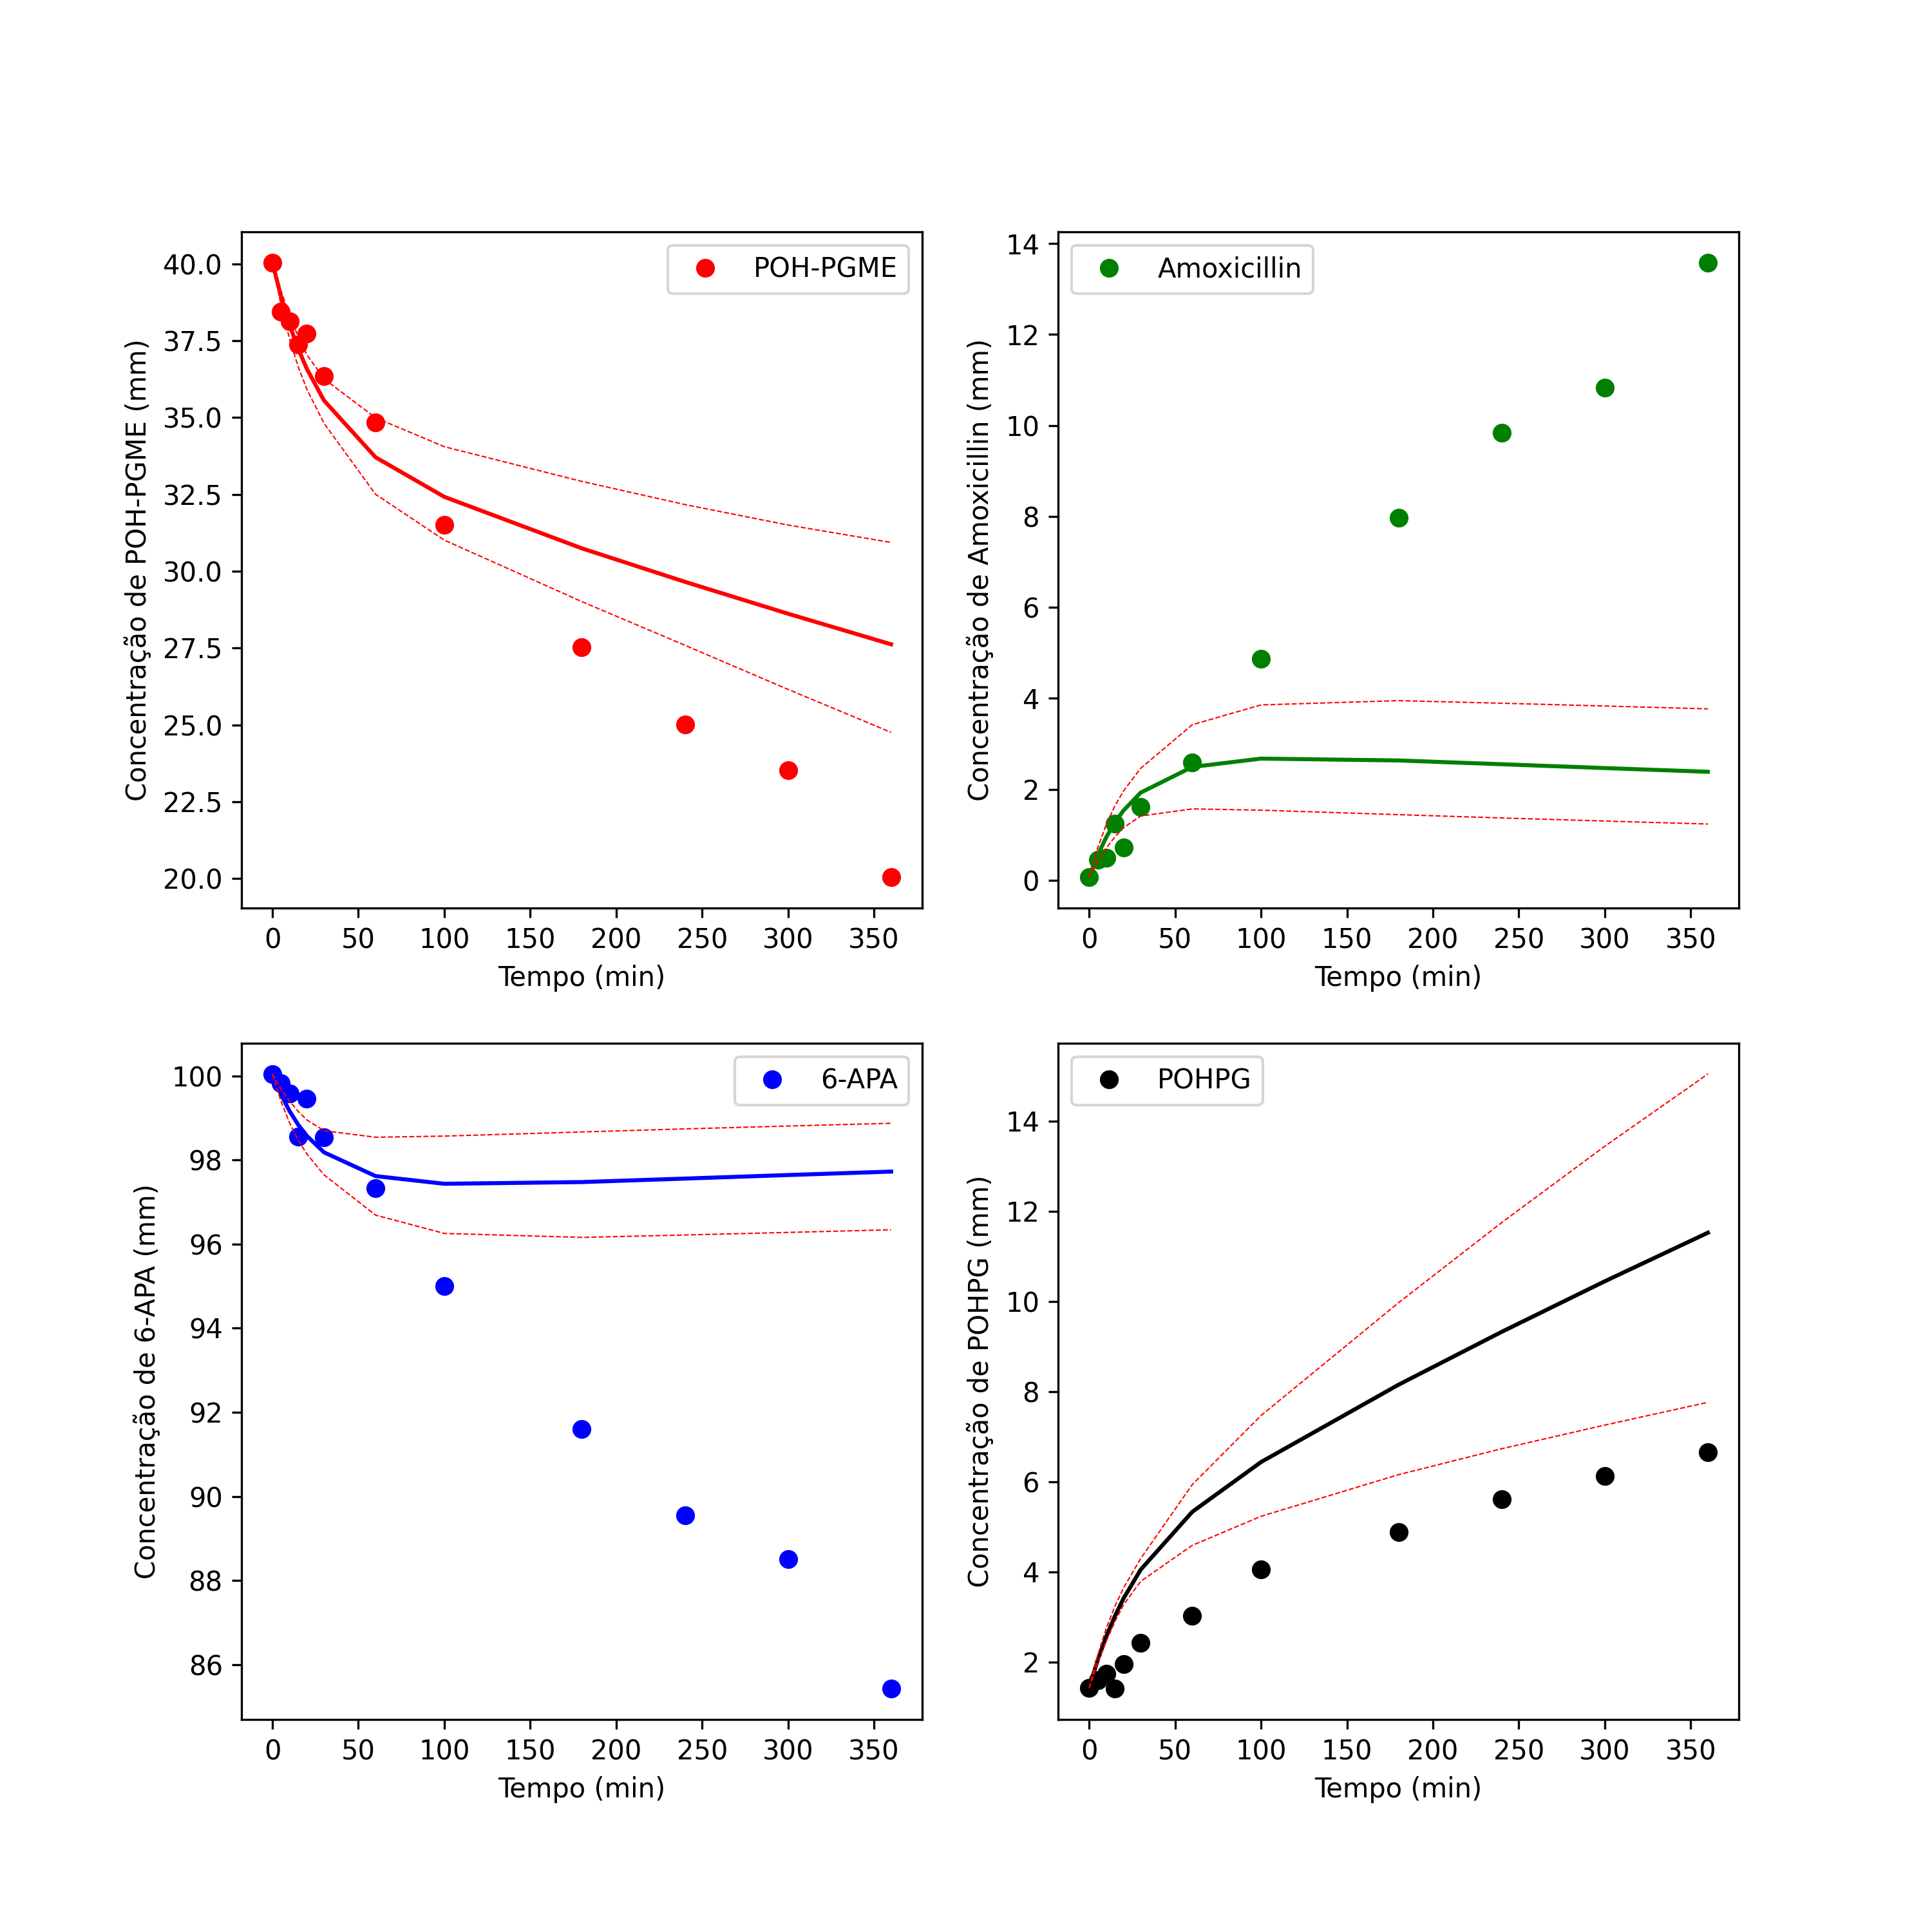 Concentração de POH-PGME (mm)
40.0
37.5
35.0
32.5
30.0
27.5
25.0
22.5
20.0
POH-PGME
0 50 100 150 200 250 300 350
Tempo (min)
Concentração de Amoxicillin (mm)
14
12
10
8
6
4
2
0
Amoxicillin
0 50 100 150 200 250 300 350
Tempo (min)
Concentração de 6-APA (mm)
100
98
96
94
92
90
88
86
6-APA
0 50 100 150 200 250 300 350
Tempo (min)
Concentração de POHPG (mm)
14
12
10
8
6
4
2
POHPG
0 50 100 150 200 250 300 350
Tempo (min)